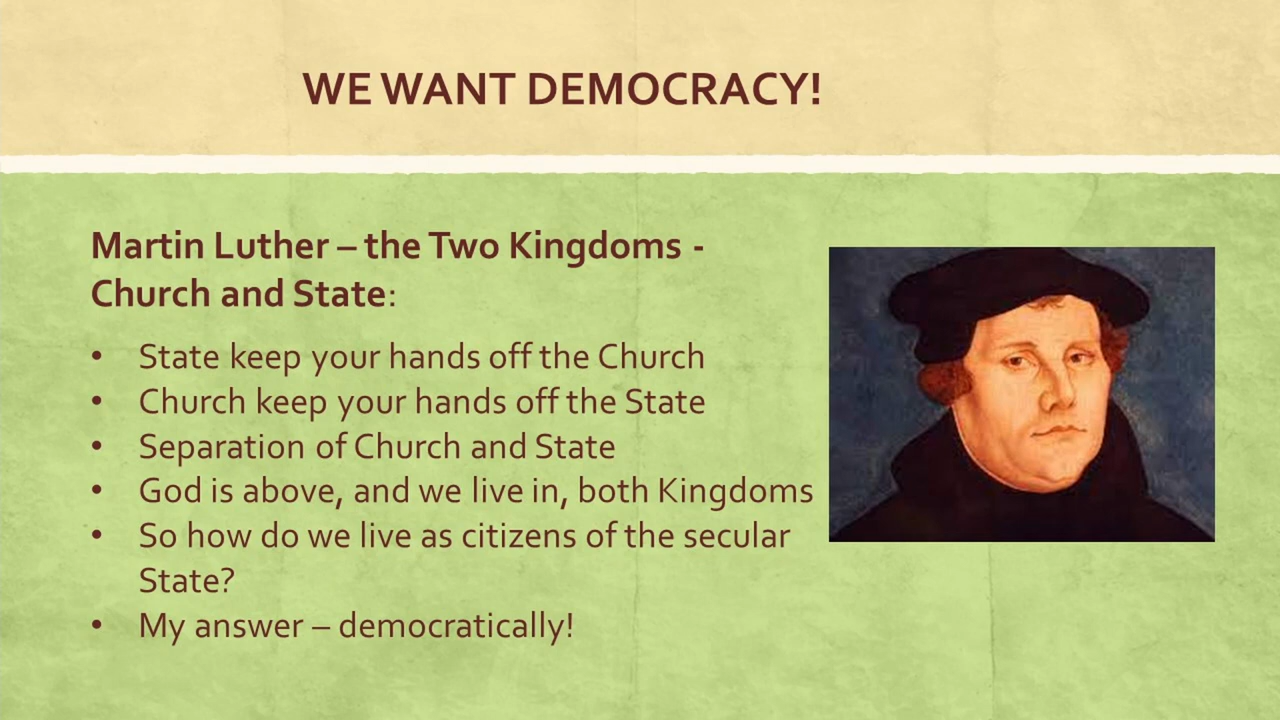 WE WANT DEMOCRACY!
Martin Luther – the Two Kingdoms -
Church and State:
• State keep your hands off the Church
• Church keep your hands off the State
• Separation of Church and State
• God is above, and we live in, both Kingdoms
• So how do we live as citizens of the secular
State?
• My answer – democratically!